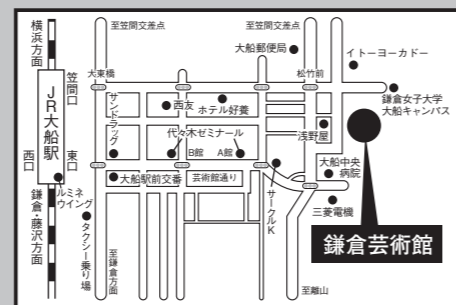 横浜方面
至笠間交差点
至笠間交差点
大船郵便局
イトーヨーカドー
笠間口
大東橋
松竹前
JR大船駅
西友
ホテル好養
鎌倉女子大学
大船キャンパス
サンドラッグ
代々木ゼミナール
B館
A館
浅野屋
西口
東口
大船中央
病院
大船駅前交番
芸術館通り
サークルK
ルミネ
ウイング
三菱電機
鎌倉・藤沢方面
タクシー乗り場
至鎌倉方面
鎌倉芸術館
至離山